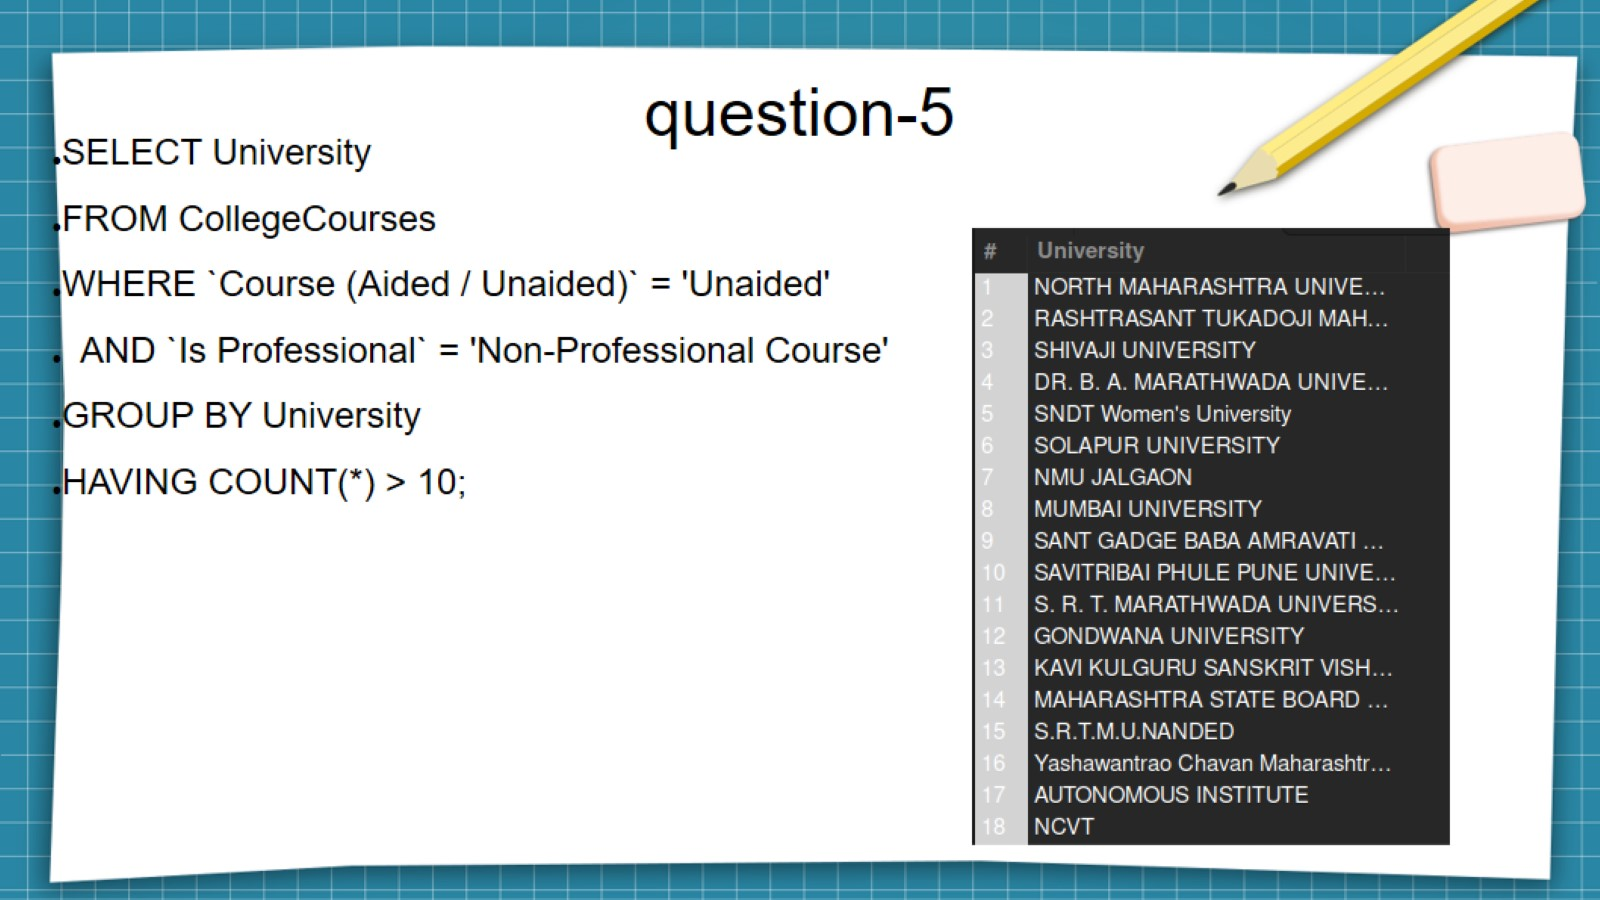 question-5
.SELECT University
.FROM CollegeCourses
.WHERE `Course (Aided / Unaided)` = 'Unaided'
. AND `Is Professional` = 'Non-Professional Course'
.GROUP BY University
.HAVING COUNT(*) > 10;
# University
1 NORTH MAHARASHTRA UNIVE...
2 RASHTRASANT TUKADOJI MAH...
3 SHIVAJI UNIVERSITY
4 DR. B. A. MARATHWADA UNIVE...
5 SNDT Women's University
6 SOLAPUR UNIVERSITY
7 NMU JALGAON
8 MUMBAI UNIVERSITY
9 SANT GADGE BABA AMRAVATI ...
10 SAVITRIBAI PHULE PUNE UNIVE...
11 S. R. T. MARATHWADA UNIVERS...
12 GONDWANA UNIVERSITY
13 KAVI KULGURU SANSKRIT VISH...
14 MAHARASHTRA STATE BOARD ...
15 S.R.T.M.U.NANDED
16 Yashawantrao Chavan Maharashtr...
17 AUTONOMOUS INSTITUTE
18 NCVT